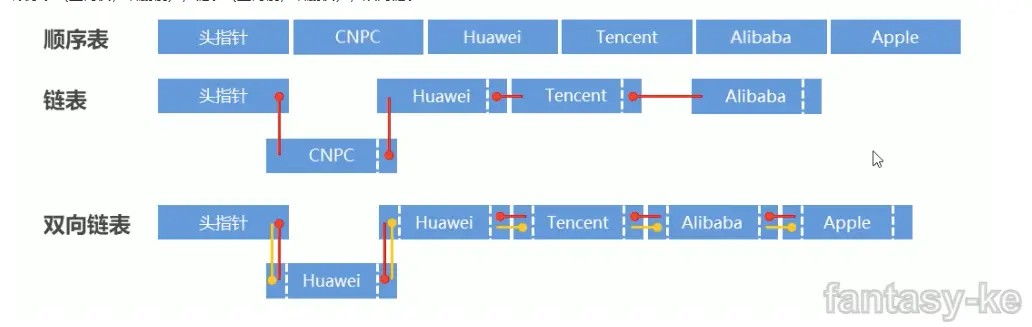 顺序表 头指针 CNPC Huawei Tencent Alibaba Apple
链表 头指针 Huawei Tencent Alibaba
CNPC
双向链表 头指针 Huawei Tencent Alibaba Apple
Huawei
fantasy-ke